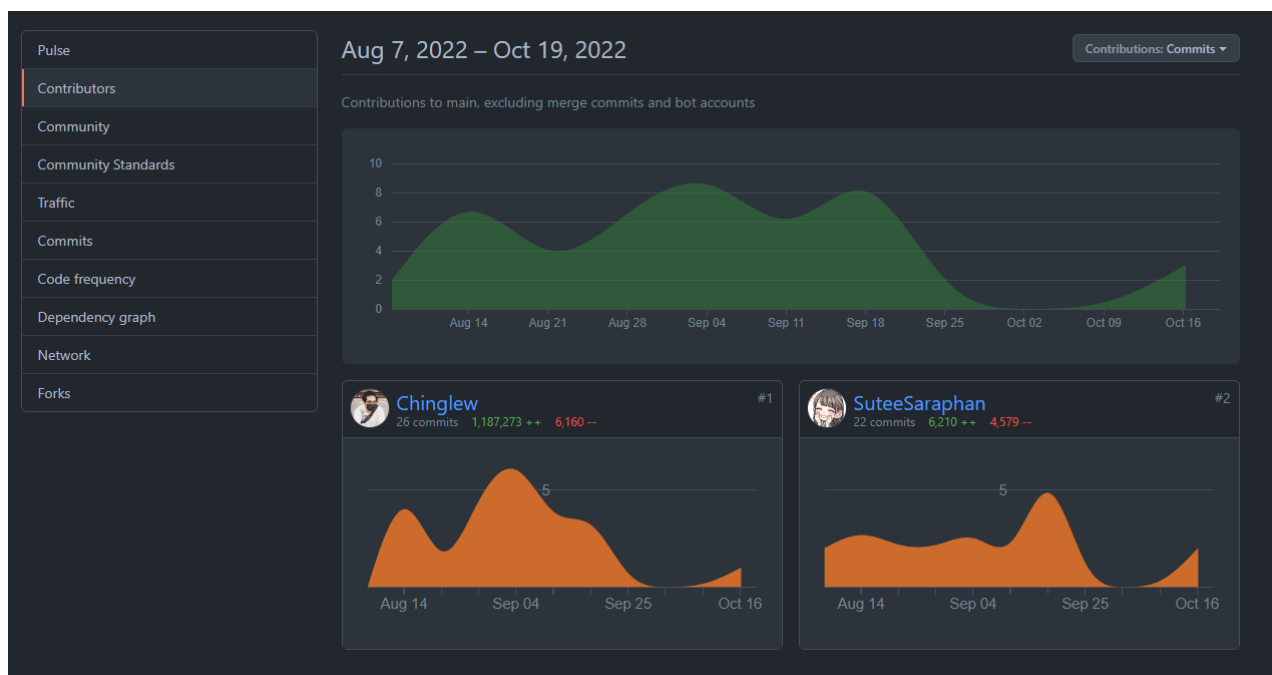 Pulse
Contributors
Community
Community Standards
Traffic
Commits
Code frequency
Dependency graph
Network
Forks
Aug 7, 2022 – Oct 19, 2022
Contributions: Commits
Contributions to main, excluding merge commits and bot accounts
10
8
6
4
2
0
Aug 14 Aug 21 Aug 28 Sep 04 Sep 11 Sep 18 Sep 25 Oct 02 Oct 09 Oct 16
Chinglew #1
26 commits 1,187,273 ++ 6,160 --
5
Aug 14 Sep 04 Sep 25 Oct 16
SuteeSaraphan #2
22 commits 6,210 ++ 4,579 --
5
Aug 14 Sep 04 Sep 25 Oct 16